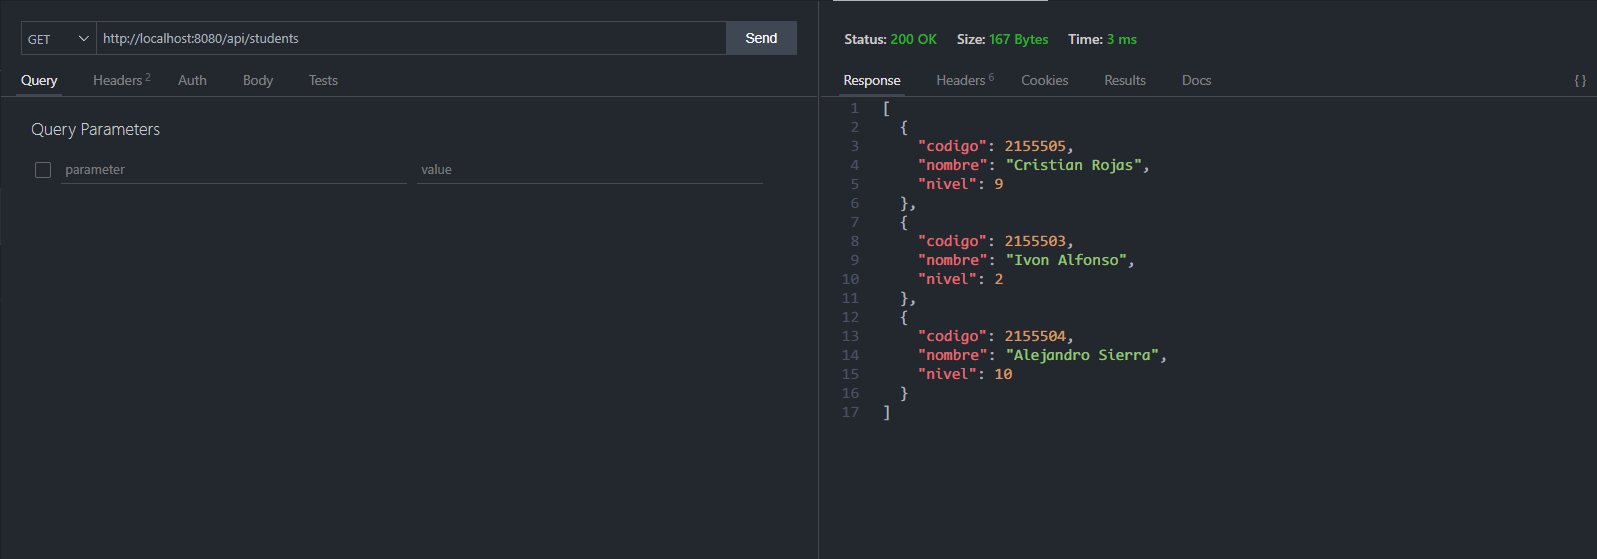 GET http://localhost:8080/api/students Send
Query Headers 2 Auth Body Tests
Query Parameters
parameter value
Status: 200 OK Size: 167 Bytes Time: 3 ms
Response Headers 6 Cookies Results Docs {}
1 [
2 {
3 "codigo": 2155505,
4 "nombre": "Cristian Rojas",
5 "nivel": 9
6 },
7 {
8 "codigo": 2155503,
9 "nombre": "Ivon Alfonso",
10 "nivel": 2
11 },
12 {
13 "codigo": 2155504,
14 "nombre": "Alejandro Sierra",
15 "nivel": 10
16 }
17 ]